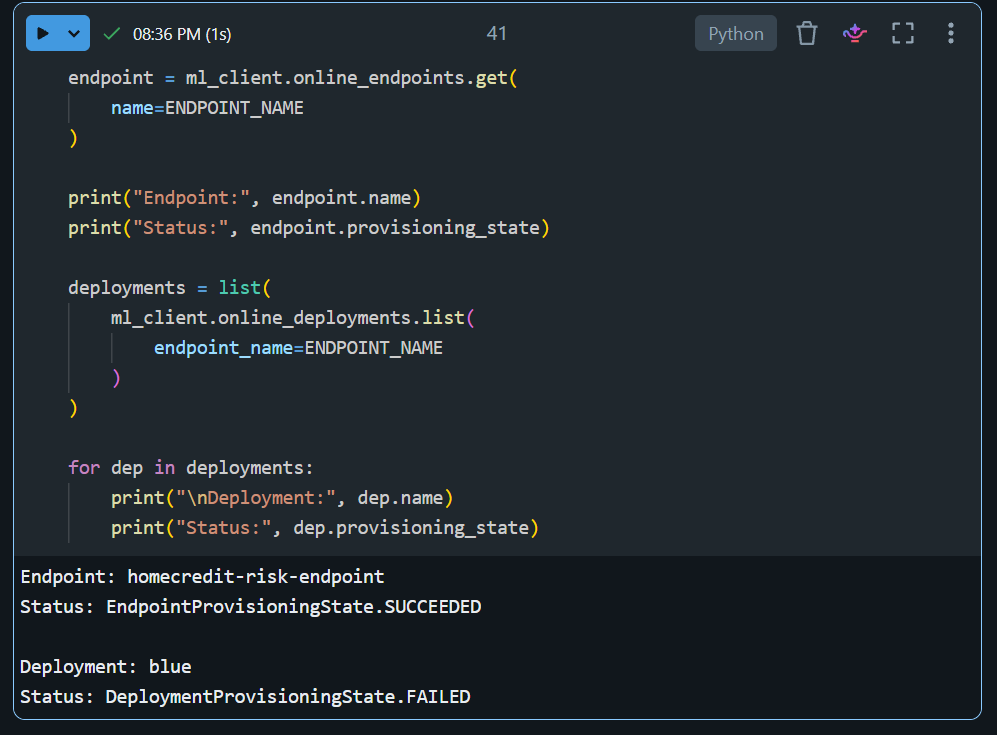 08:36 PM (1s)
41
Python
endpoint = ml_client.online_endpoints.get(
    name=ENDPOINT_NAME
)

print("Endpoint:", endpoint.name)
print("Status:", endpoint.provisioning_state)

deployments = list(
    ml_client.online_deployments.list(
        endpoint_name=ENDPOINT_NAME
    )
)

for dep in deployments:
    print("\nDeployment:", dep.name)
    print("Status:", dep.provisioning_state)
Endpoint: homecredit-risk-endpoint
Status: EndpointProvisioningState.SUCCEEDED

Deployment: blue
Status: DeploymentProvisioningState.FAILED